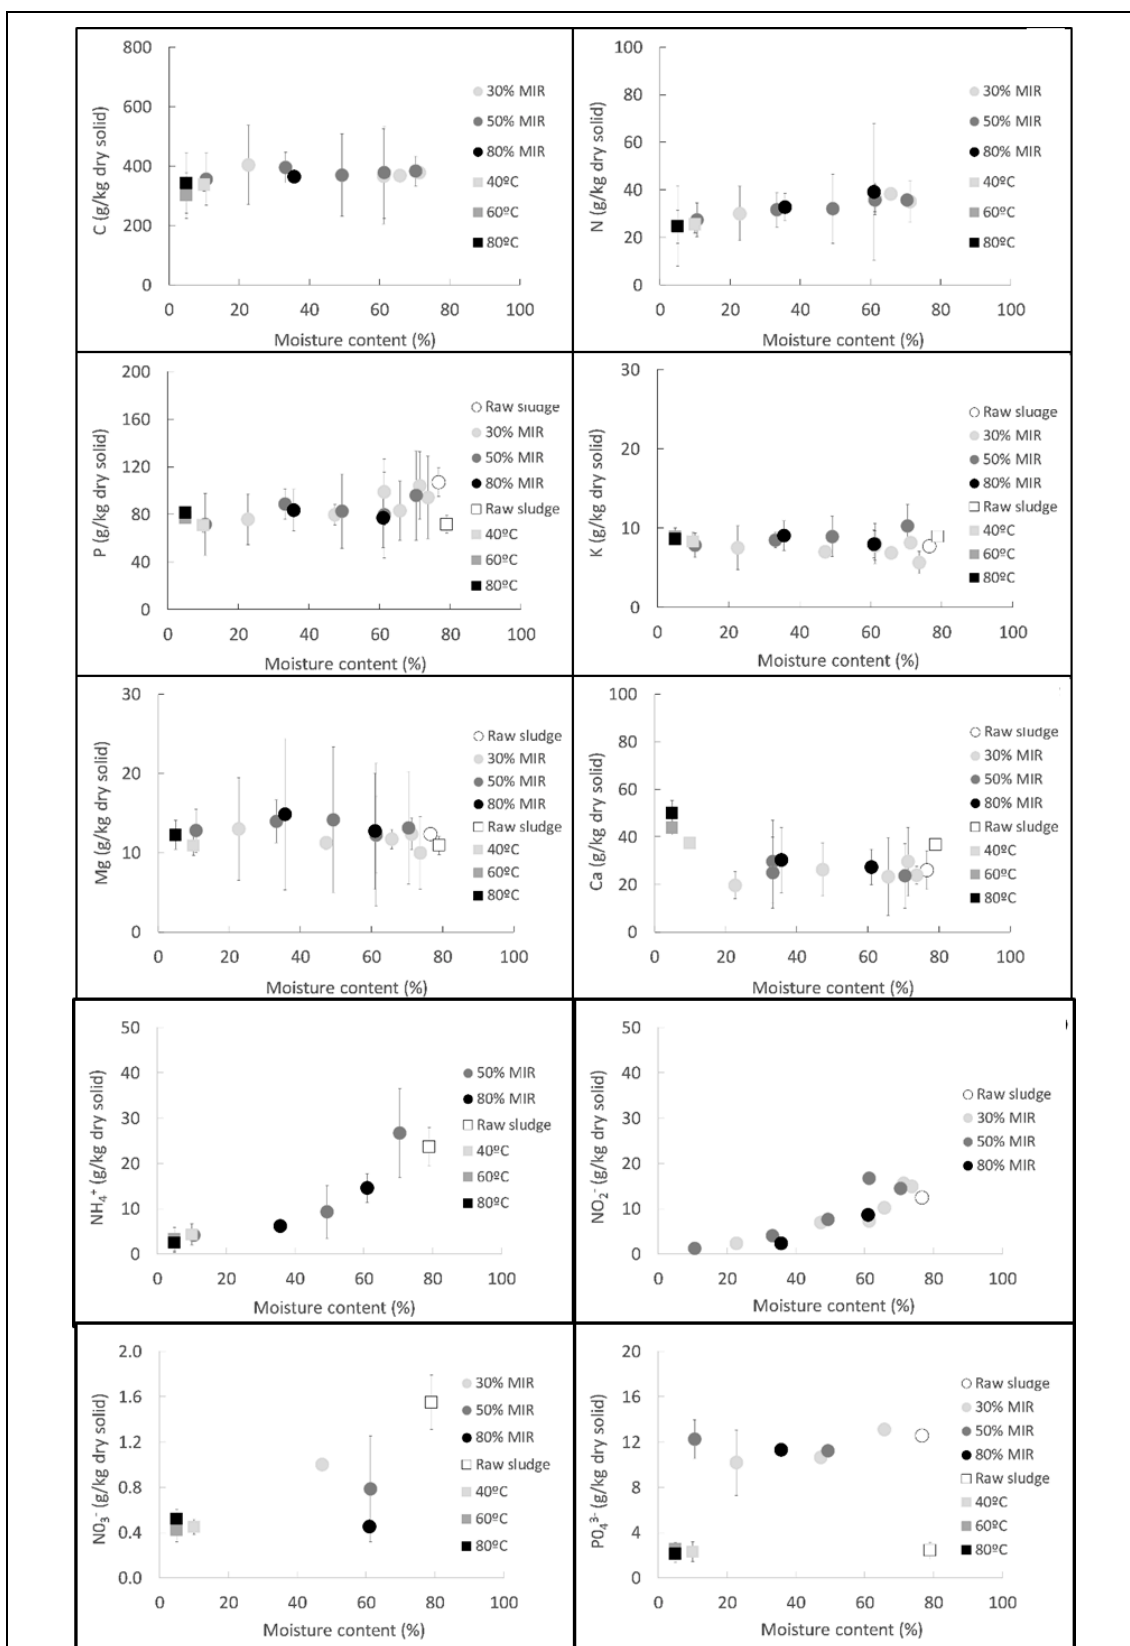 800
600
400
200
0
C (g/kg dry solid)
0 20 40 60 80 100
Moisture content (%)
30% MIR
50% MIR
80% MIR
40ºC
60ºC
80ºC
100
80
60
40
20
0
N (g/kg dry solid)
0 20 40 60 80 100
Moisture content (%)
30% MIR
50% MIR
80% MIR
40ºC
60ºC
80ºC
200
160
120
80
40
0
P (g/kg dry solid)
0 20 40 60 80 100
Moisture content (%)
Raw sludge
30% MIR
50% MIR
80% MIR
Raw sludge
40ºC
60ºC
80ºC
30
20
10
0
K (g/kg dry solid)
0 20 40 60 80 100
Moisture content (%)
Raw sludge
30% MIR
50% MIR
80% MIR
Raw sludge
40ºC
60ºC
80ºC
30
20
10
0
Mg (g/kg dry solid)
0 20 40 60 80 100
Moisture content (%)
Raw sludge
30% MIR
50% MIR
80% MIR
Raw sludge
40ºC
60ºC
80ºC
100
80
60
40
20
0
Ca (g/kg dry solid)
0 20 40 60 80 100
Moisture content (%)
Raw sludge
30% MIR
50% MIR
80% MIR
Raw sludge
40ºC
60ºC
80ºC
50
40
30
20
10
0
NH₄⁺ (g/kg dry solid)
0 20 40 60 80 100
Moisture content (%)
50% MIR
80% MIR
Raw sludge
40ºC
60ºC
80ºC
50
40
30
20
10
0
NO₂⁻ (g/kg dry solid)
0 20 40 60 80 100
Moisture content (%)
Raw sludge
30% MIR
50% MIR
80% MIR
2.0
1.6
1.2
0.8
0.4
0.0
N0₃⁻ (g/kg dry solid)
0 20 40 60 80 100
Moisture content (%)
30% MIR
50% MIR
80% MIR
Raw sludge
40ºC
60ºC
80ºC
20
16
12
8
4
0
P0₄³⁻ (g/kg dry solid)
0 20 40 60 80 100
Moisture content (%)
Raw sludge
30% MIR
50% MIR
80% MIR
Raw sludge
40ºC
60ºC
80ºC